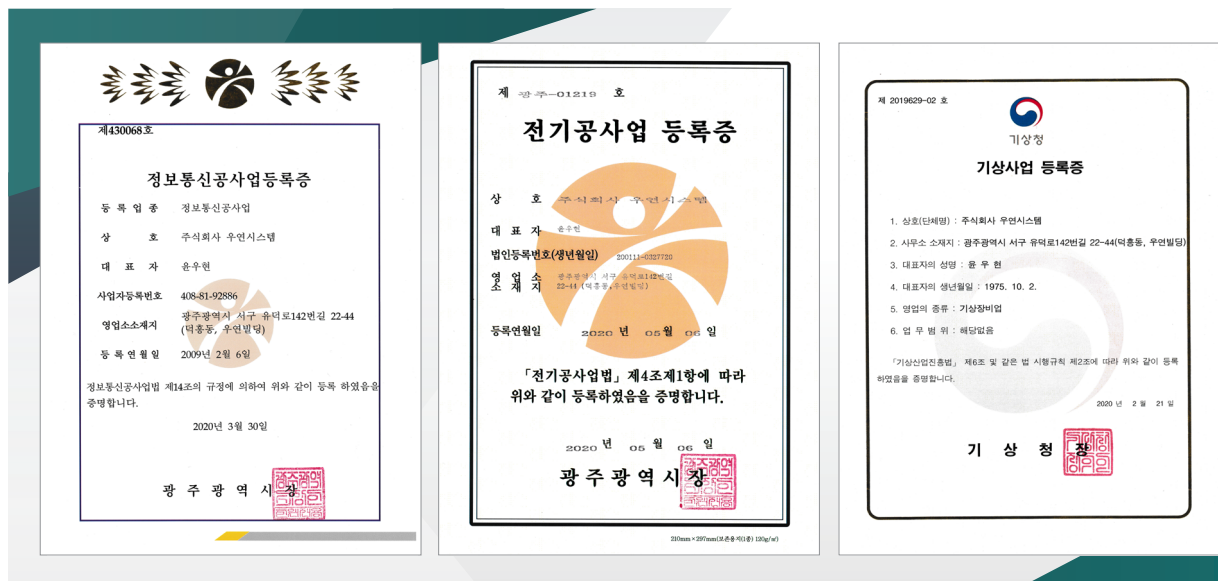 제430068호
정보통신공사업등록증
등 록 업 종 정보통신공사업
상 호 주식회사 우연시스템
대 표 자 윤우현
사업자등록번호 408-81-92886
영업소소재지 광주광역시 서구 유덕로142번길 22-44
(덕흥동, 우연빌딩)
등 록 연 월 일 2009년 2월 6일
정보통신공사업법 제14조의 규정에 의하여 위와 같이 등록 하였음을
증명합니다.
2020년 3월 30일
광 주 광 역 시 장
제 광주-01219 호
전기공사업 등록증
상 호 주식회사 우연시스템
대 표 자 윤우현
법인등록번호(생년월일) 200111-0327720
영 업 소 광주광역시 서구 유덕로142번길
소 재 지 22-44 (덕흥동,우연빌딩)
등록연월일 2020 년 05 월 06 일
「전기공사업법」제4조제1항에 따라
위와 같이 등록하였음을 증명합니다.
2020 년 05 월 06 일
광 주 광 역 시 장
210mm×297mm(보존용지(1종) 120g/㎡)
제 2019629-02 호
기상청
기상사업 등록증
1. 상호(단체명) : 주식회사 우연시스템
2. 사무소 소재지 : 광주광역시 서구 유덕로142번길 22-44(덕흥동, 우연빌딩)
3. 대표자의 성명 : 윤 우 현
4. 대표자의 생년월일 : 1975. 10. 2.
5. 영업의 종류 : 기상장비업
6. 업 무 범 위 : 해당없음
「기상산업진흥법」 제6조 및 같은 법 시행규칙 제2조에 따라 위와 같이 등록
하였음을 증명합니다.
2020 년 2 월 21 일
기 상 청 장